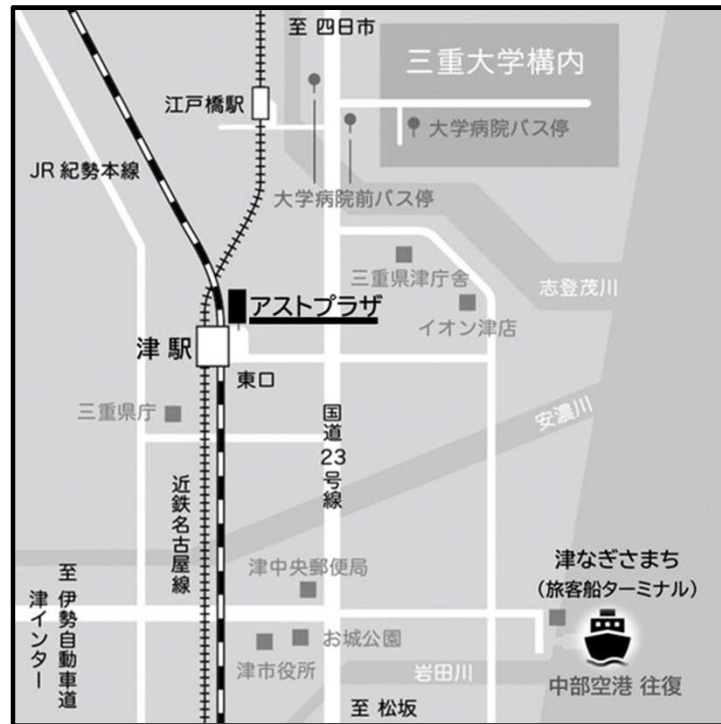 至 四日市
三重大学構内
江戸橋駅
大学病院バス停
JR 紀勢本線
大学病院前バス停
三重県津庁舎
志登茂川
アストプラザ
イオン津店
津 駅
東口
三重県庁
国道23号線
安濃川
近鉄名古屋線
津中央郵便局
津なぎさまち
(旅客船ターミナル)
至 伊勢自動車道
津インター
お城公園
津市役所
岩田川
中部空港 往復
至 松坂